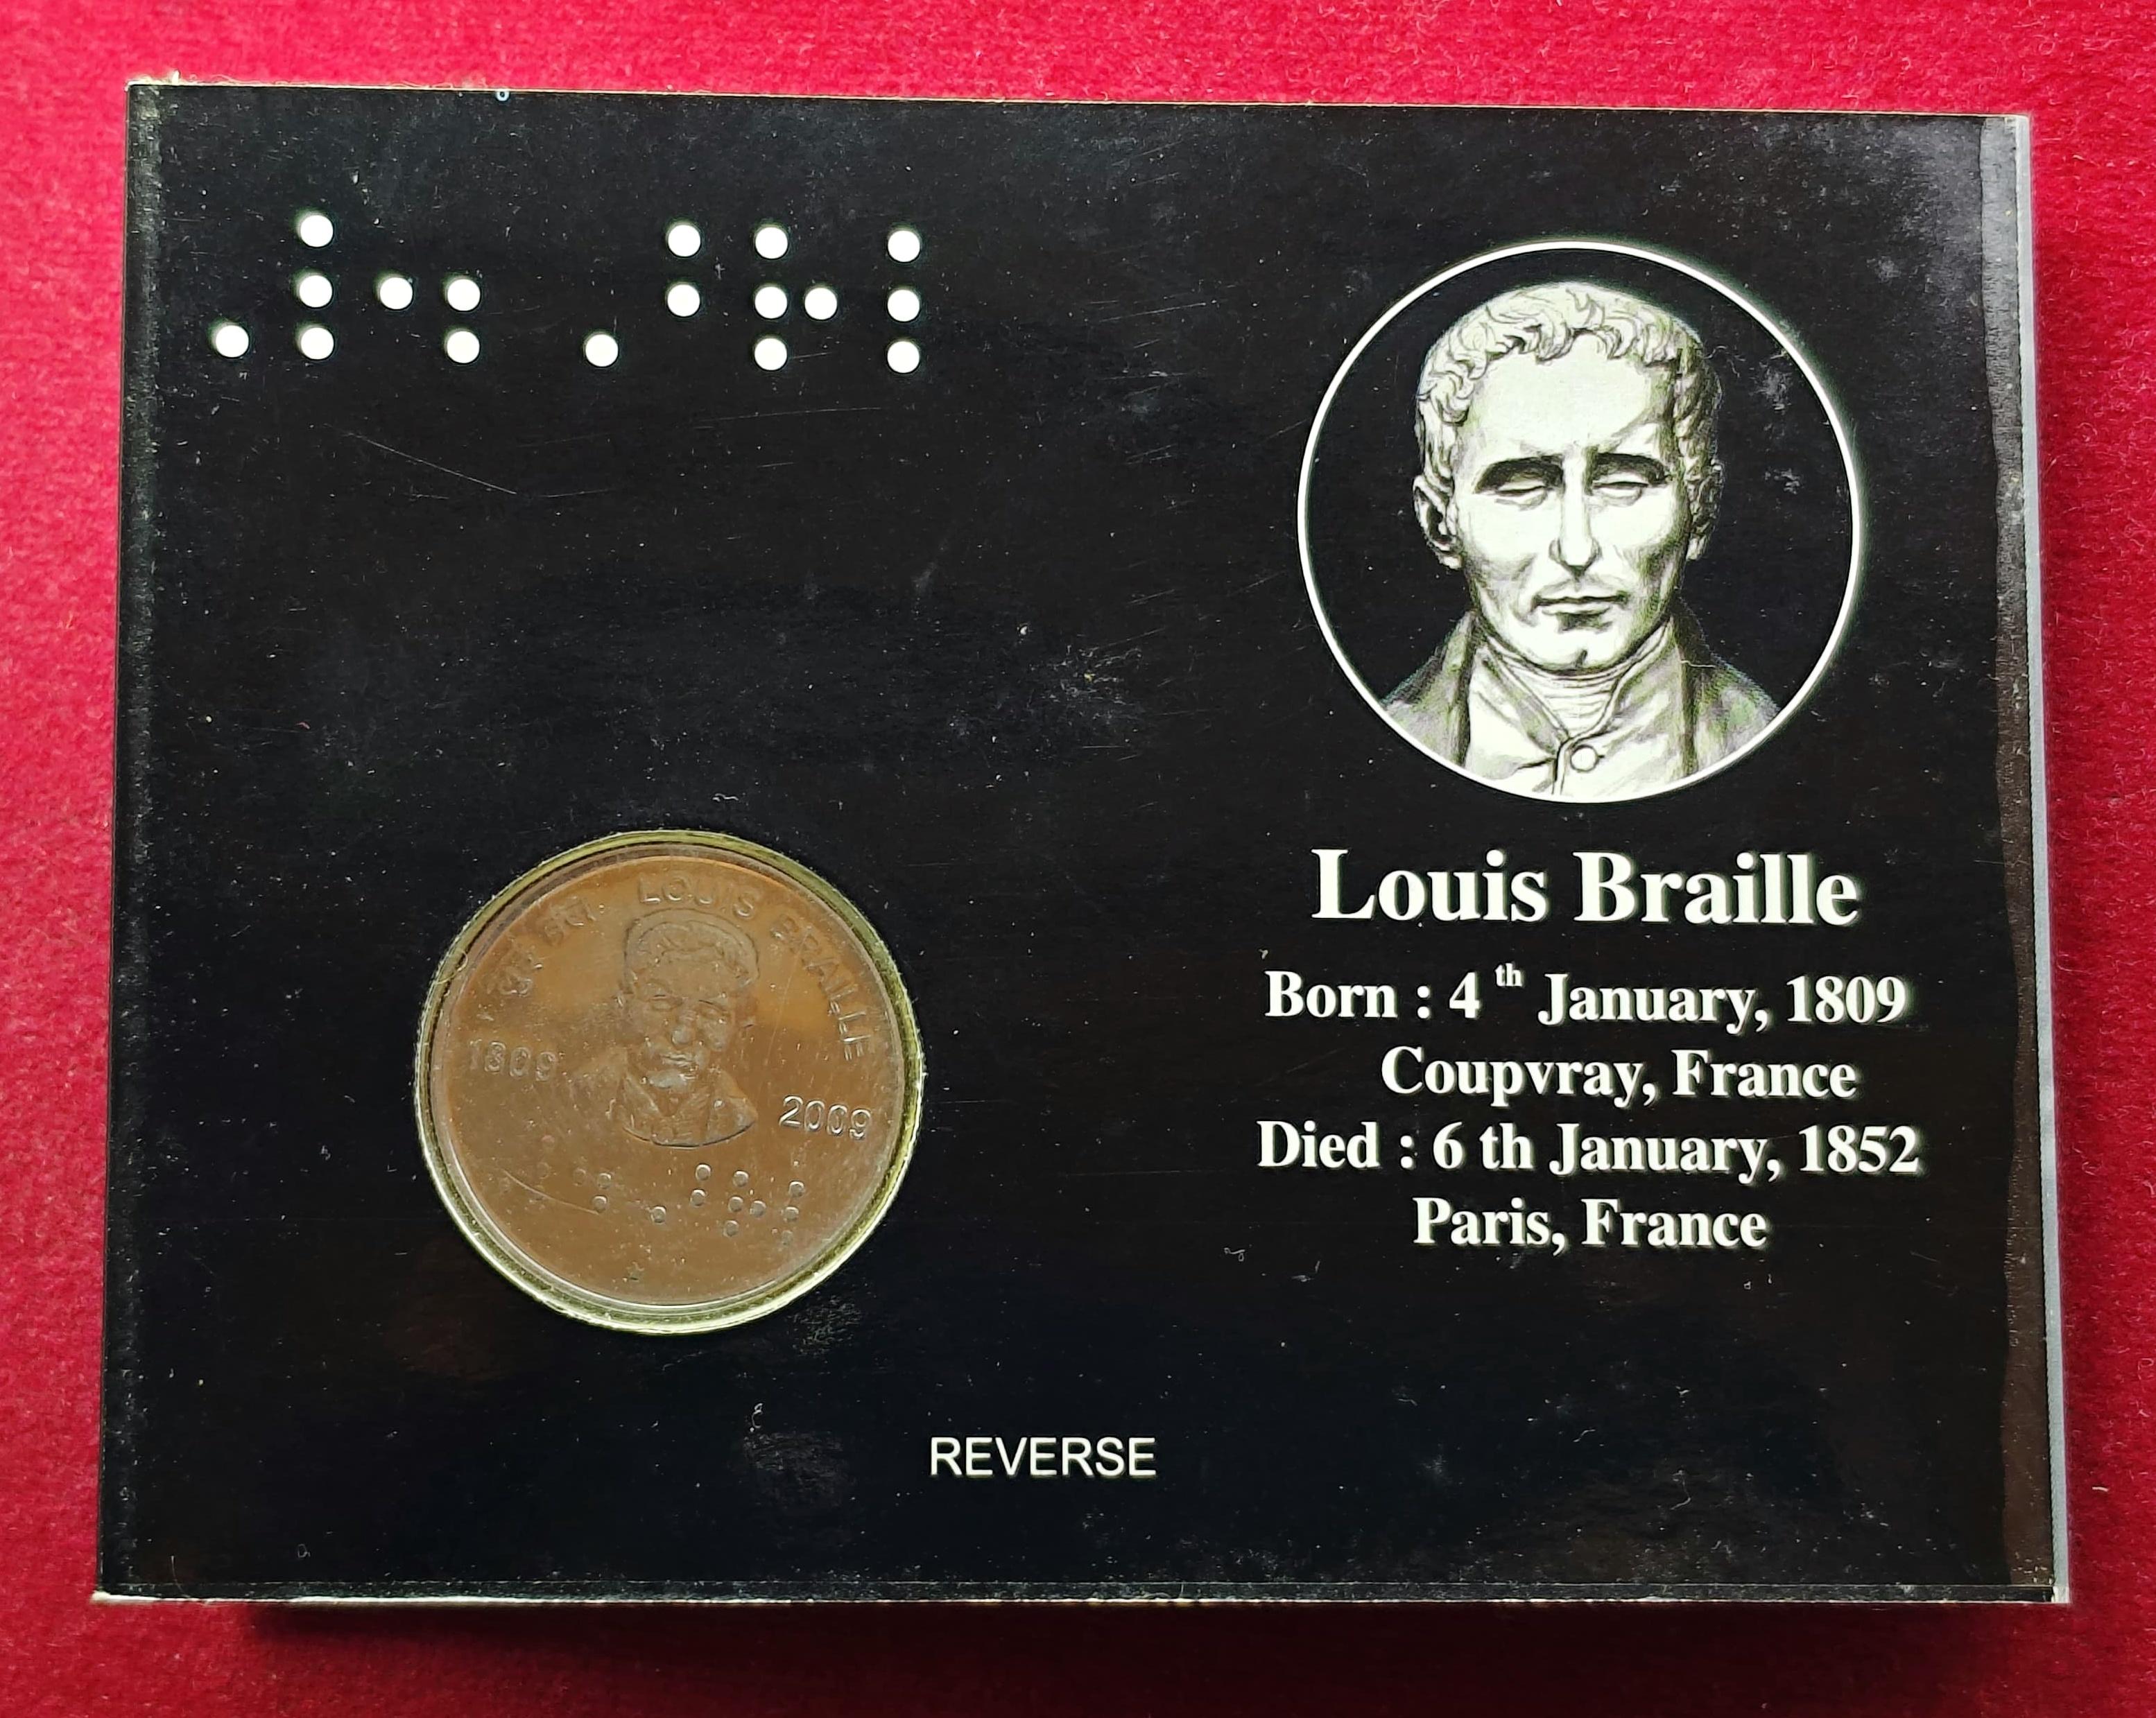 ⠠⠇⠲ ⠠⠃⠗⠇
Louis Braille
Born : 4 th January, 1809
Coupvray, France
Died : 6 th January, 1852
Paris, France
LOUIS BRAILLE
1809
2009
REVERSE